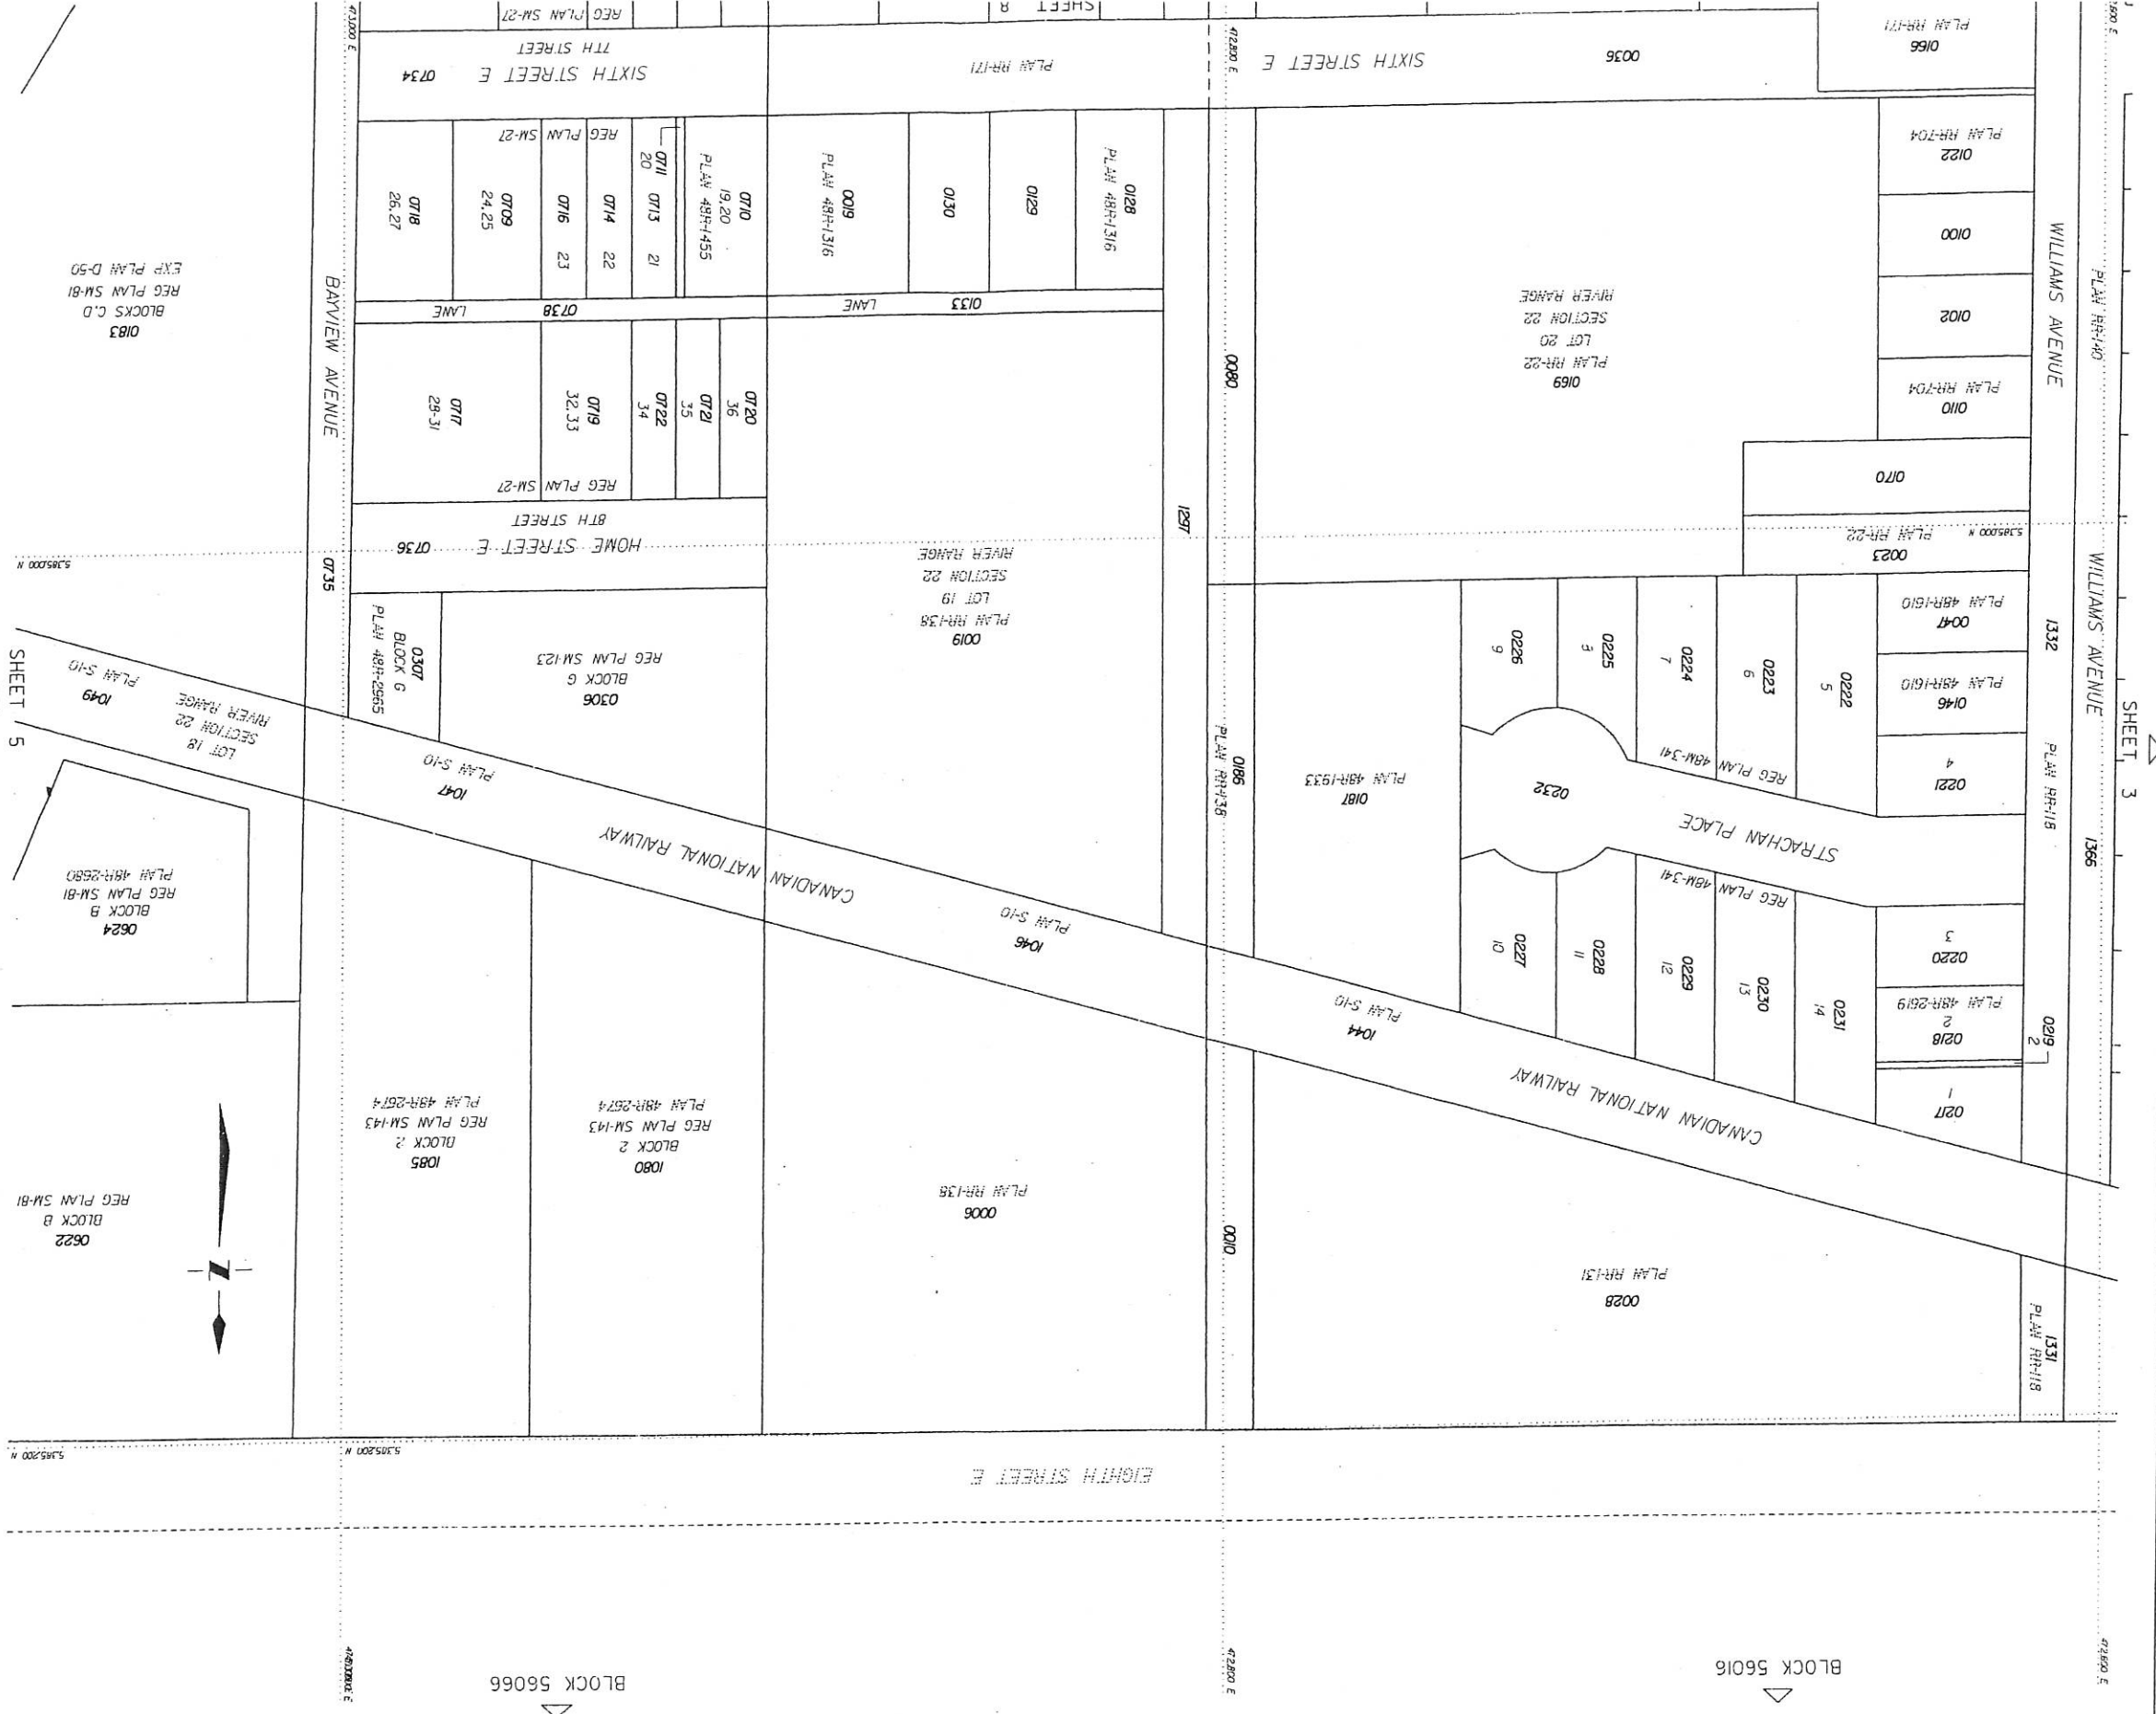 BLOCK 56016
BLOCK 56066
472,600 E
472,800 E
EIGHTH STREET E
5,385,200 N
5,385,200 N
1331
PLAN RR-118
0028
PLAN RR-131
0010
0006
PLAN RR-138
1080
BLOCK 2
REG PLAN SM-143
PLAN 48R-2674
1085
BLOCK 2
REG PLAN SM-143
PLAN 48R-2674
N
0622
BLOCK B
REG PLAN SM-81
0624
BLOCK B
REG PLAN SM-81
PLAN 48R-2680
CANADIAN NATIONAL RAILWAY
1044
PLAN S-10
1046
PLAN S-10
CANADIAN NATIONAL RAILWAY
1047
PLAN S-10
LOT 18
SECTION 22
RIVER RANGE
1049
PLAN S-10
SHEET 5
SHEET 3
0217
1
0219
2
0218
2
PLAN 48R-2619
0220
3
0231
14
0230
13
0229
12
0228
11
0227
10
REG PLAN 48M-341
STRACHAN PLACE
0232
REG PLAN 48M-341
0221
4
0146
PLAN 48R-1610
0047
PLAN 48R-1610
0222
5
0223
6
0224
7
0225
0226
9
0187
PLAN 48R-1933
0186
PLAN RR-138
1366
PLAN RR-118
1332
WILLIAMS AVENUE
0023
PLAN RR-22
5,385,000 N
0170
0110
PLAN RR-704
0102
0100
0122
PLAN RR-704
WILLIAMS AVENUE
PLAN RR-140
0169
PLAN RR-22
LOT 20
SECTION 22
RIVER RANGE
0080
1297
0019
PLAN RR-138
LOT 19
SECTION 22
RIVER RANGE
0306
BLOCK G
REG PLAN SM-123
0307
BLOCK G
PLAN 48R-2965
0735
5,385,000 N
HOME STREET E
0736
8TH STREET
REG PLAN SM-27
0720
36
0721
35
0722
34
0719
32,33
0717
28-31
BAYVIEW AVENUE
0183
BLOCKS C,D
REG PLAN SM-81
EXP PLAN D-50
0133
LANE
0738
LANE
0128
PLAN 48R-1316
0129
0130
0019
PLAN 48R-1316
0710
19,20
PLAN 48R-1455
0711
20
0713
21
0714
22
0716
23
0709
24,25
0718
26,27
REG PLAN SM-27
0166
PLAN RR-171
0036
SIXTH STREET E
PLAN RR-171
SIXTH STREET E
0734
7TH STREET
472,800 E
473,000 E
SHEET 8
REG PLAN SM-27